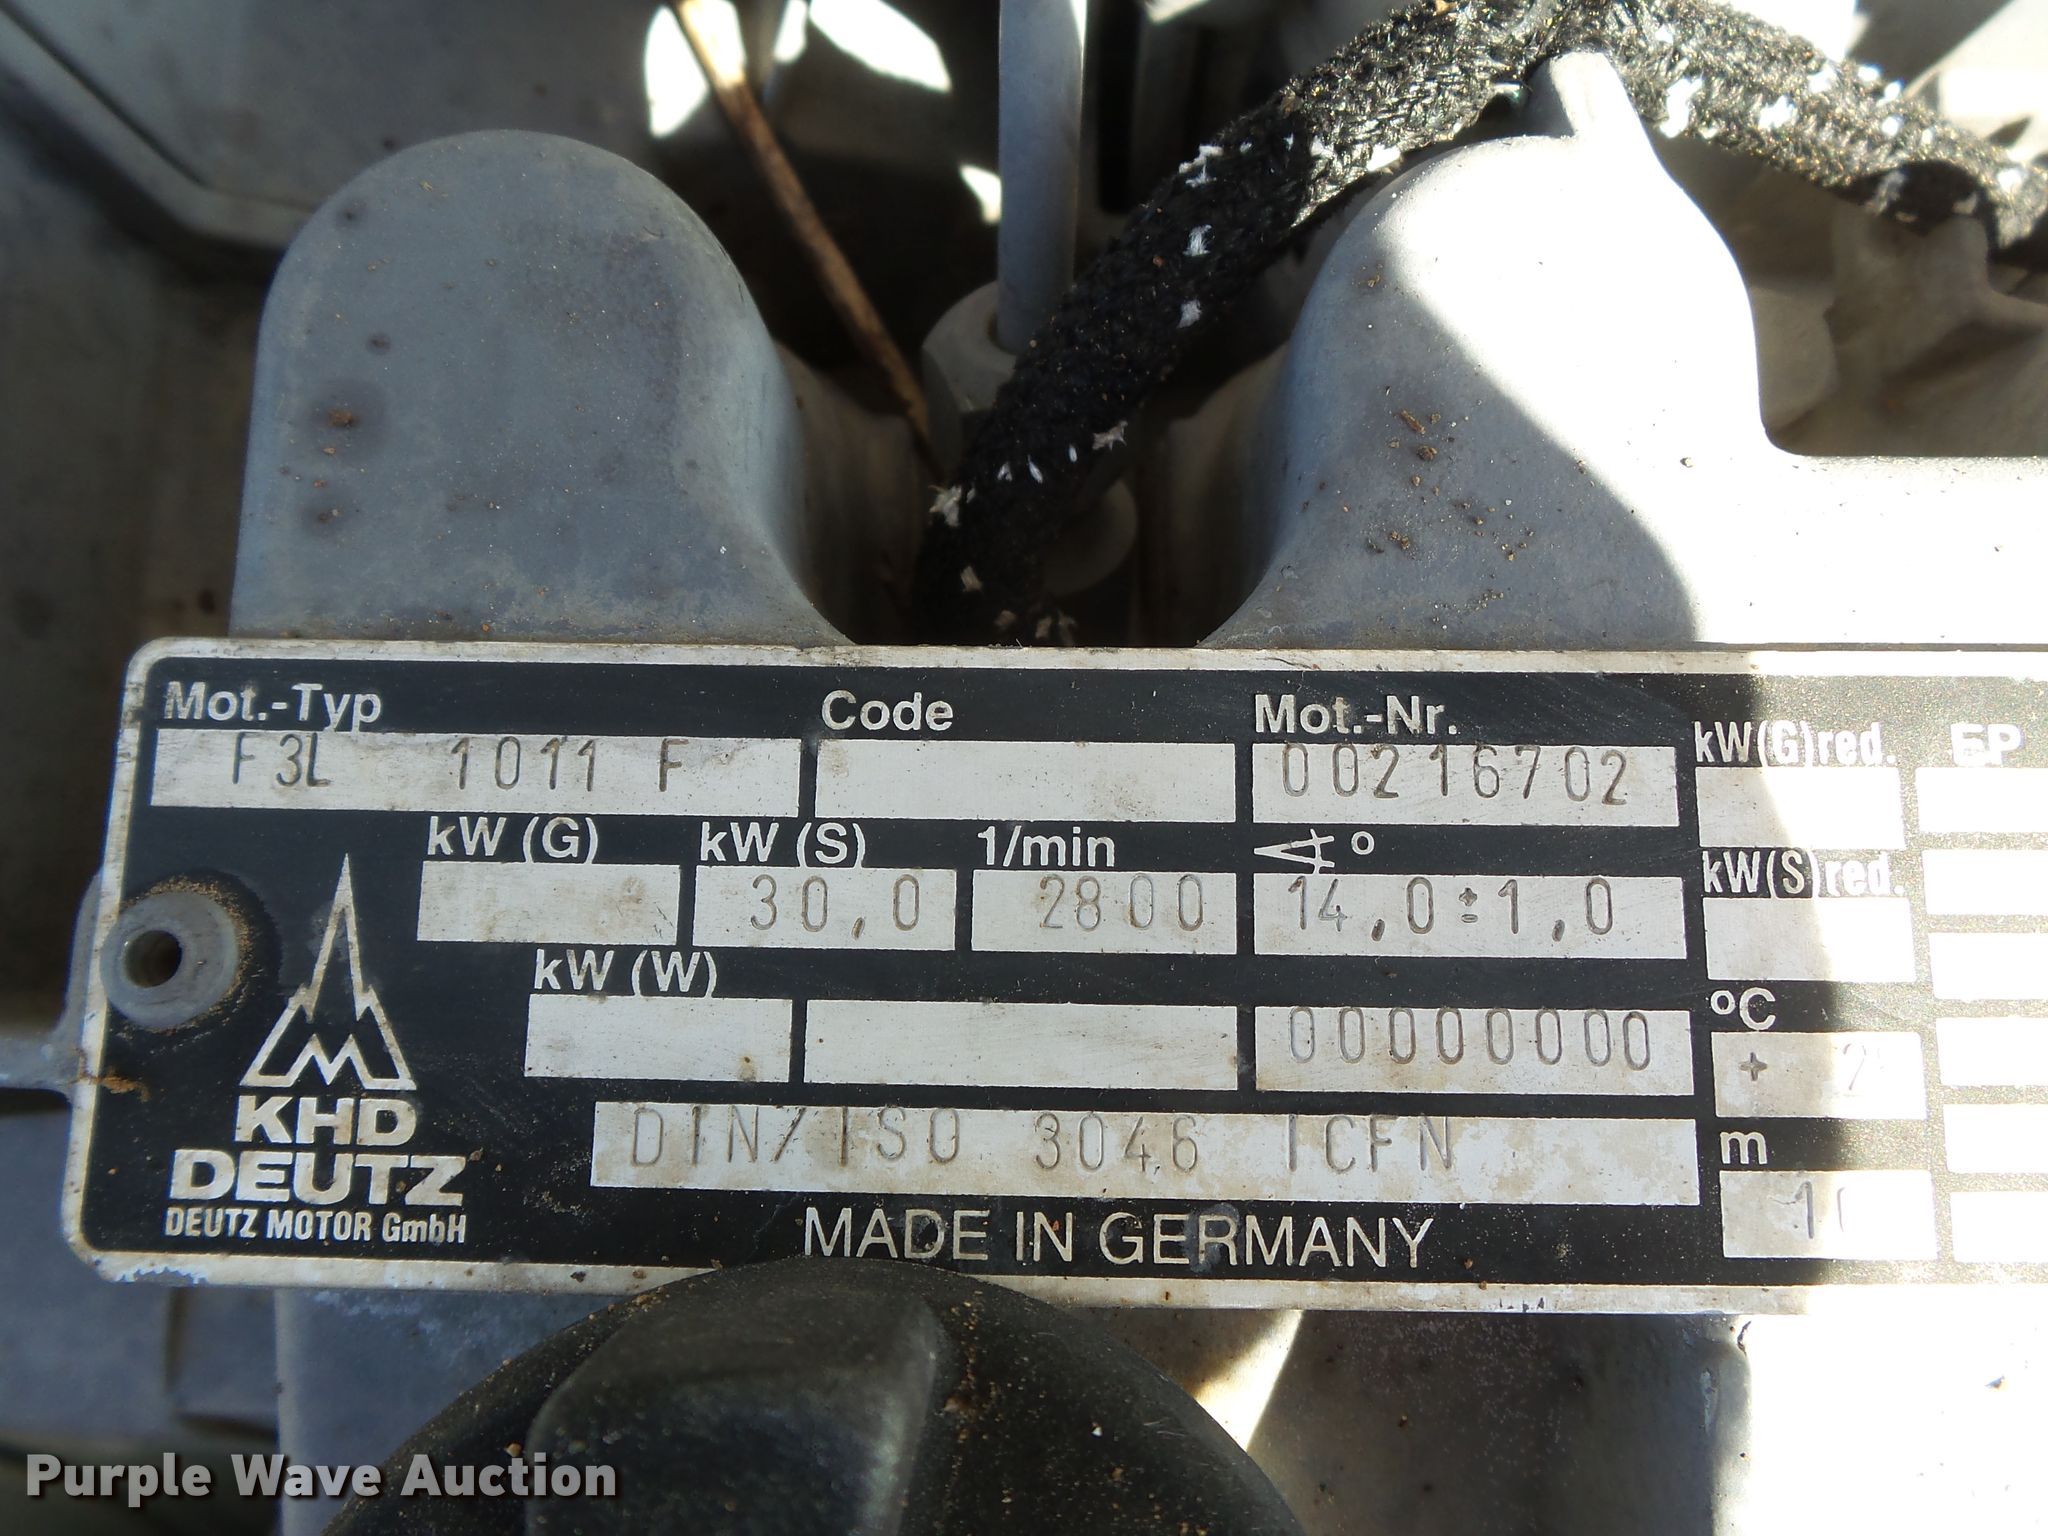 Mot.-Typ Code Mot.-Nr. kW(G)red. EP
F3L 1011 F 00216702
kW (G) kW (S) 1/min ∢° kW(S)red.
30,0 2800 14,0±1,0
kW (W) °C
00000000 +
KHD
DEUTZ
DEUTZ MOTOR GmbH
DIN/ISO 3046 ICFN m
MADE IN GERMANY
Purple Wave Auction